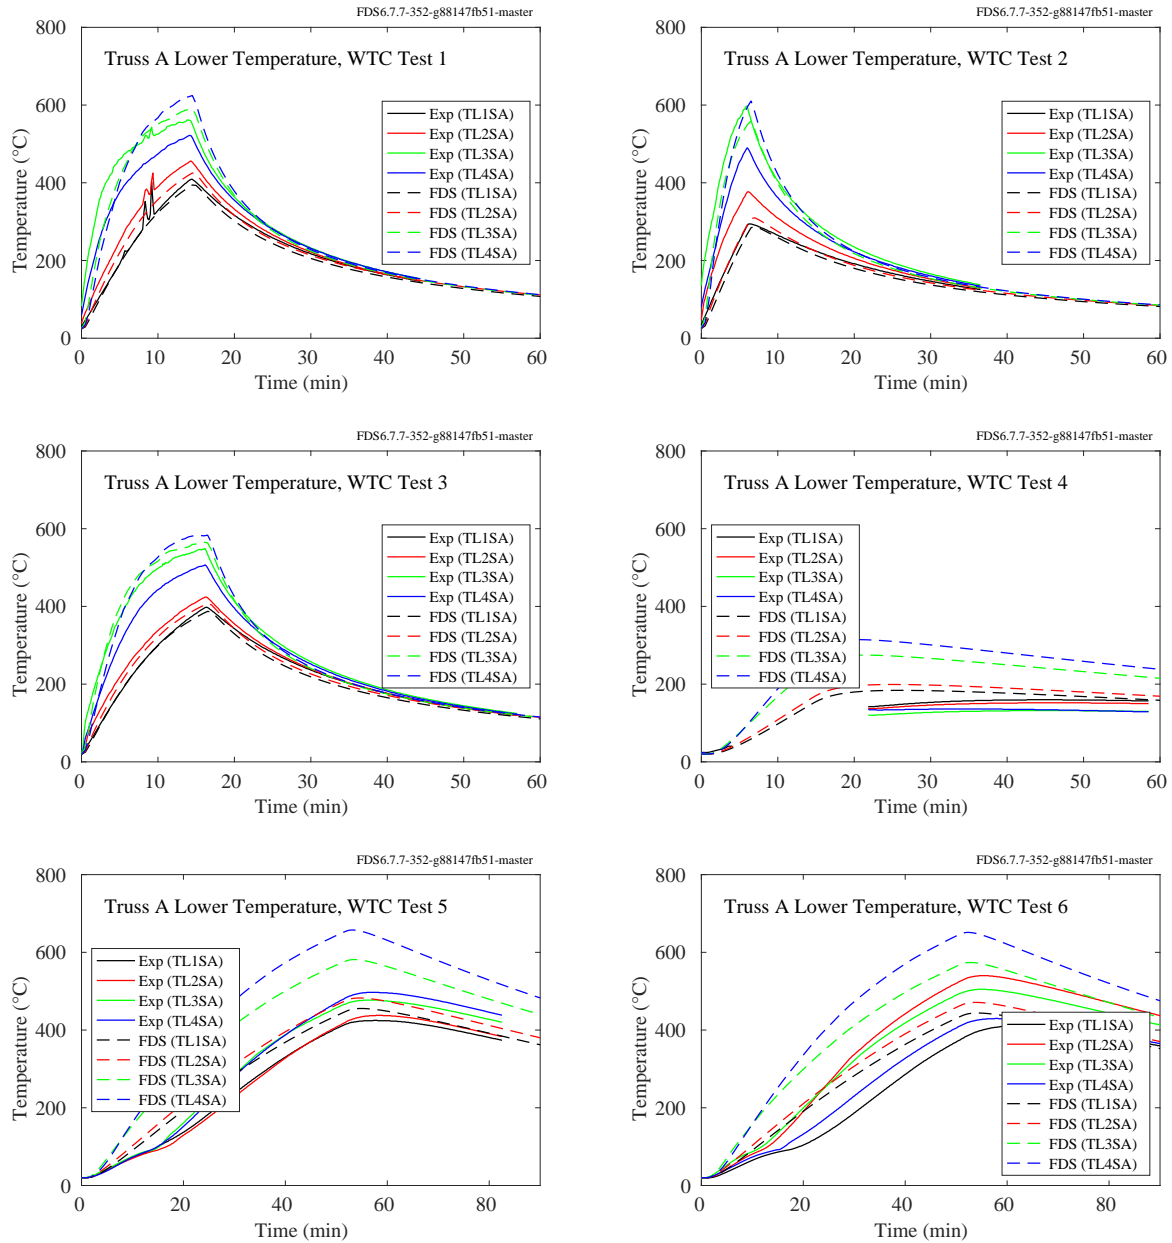 FDS6.7.7-352-g88147fb51-master
Truss A Lower Temperature, WTC Test 1
800
600
400
200
0
Temperature (°C)
Exp (TL1SA)
Exp (TL2SA)
Exp (TL3SA)
Exp (TL4SA)
FDS (TL1SA)
FDS (TL2SA)
FDS (TL3SA)
FDS (TL4SA)
0 10 20 30 40 50 60
Time (min)
FDS6.7.7-352-g88147fb51-master
Truss A Lower Temperature, WTC Test 2
800
600
400
200
0
Temperature (°C)
Exp (TL1SA)
Exp (TL2SA)
Exp (TL3SA)
Exp (TL4SA)
FDS (TL1SA)
FDS (TL2SA)
FDS (TL3SA)
FDS (TL4SA)
0 10 20 30 40 50 60
Time (min)
FDS6.7.7-352-g88147fb51-master
Truss A Lower Temperature, WTC Test 3
800
600
400
200
0
Temperature (°C)
Exp (TL1SA)
Exp (TL2SA)
Exp (TL3SA)
Exp (TL4SA)
FDS (TL1SA)
FDS (TL2SA)
FDS (TL3SA)
FDS (TL4SA)
0 10 20 30 40 50 60
Time (min)
FDS6.7.7-352-g88147fb51-master
Truss A Lower Temperature, WTC Test 4
800
600
400
200
0
Temperature (°C)
Exp (TL1SA)
Exp (TL2SA)
Exp (TL3SA)
Exp (TL4SA)
FDS (TL1SA)
FDS (TL2SA)
FDS (TL3SA)
FDS (TL4SA)
0 10 20 30 40 50 60
Time (min)
FDS6.7.7-352-g88147fb51-master
Truss A Lower Temperature, WTC Test 5
800
600
400
200
0
Temperature (°C)
Exp (TL1SA)
Exp (TL2SA)
Exp (TL3SA)
Exp (TL4SA)
FDS (TL1SA)
FDS (TL2SA)
FDS (TL3SA)
FDS (TL4SA)
0 20 40 60 80
Time (min)
FDS6.7.7-352-g88147fb51-master
Truss A Lower Temperature, WTC Test 6
800
600
400
200
0
Temperature (°C)
Exp (TL1SA)
Exp (TL2SA)
Exp (TL3SA)
Exp (TL4SA)
FDS (TL1SA)
FDS (TL2SA)
FDS (TL3SA)
FDS (TL4SA)
0 20 40 60 80
Time (min)